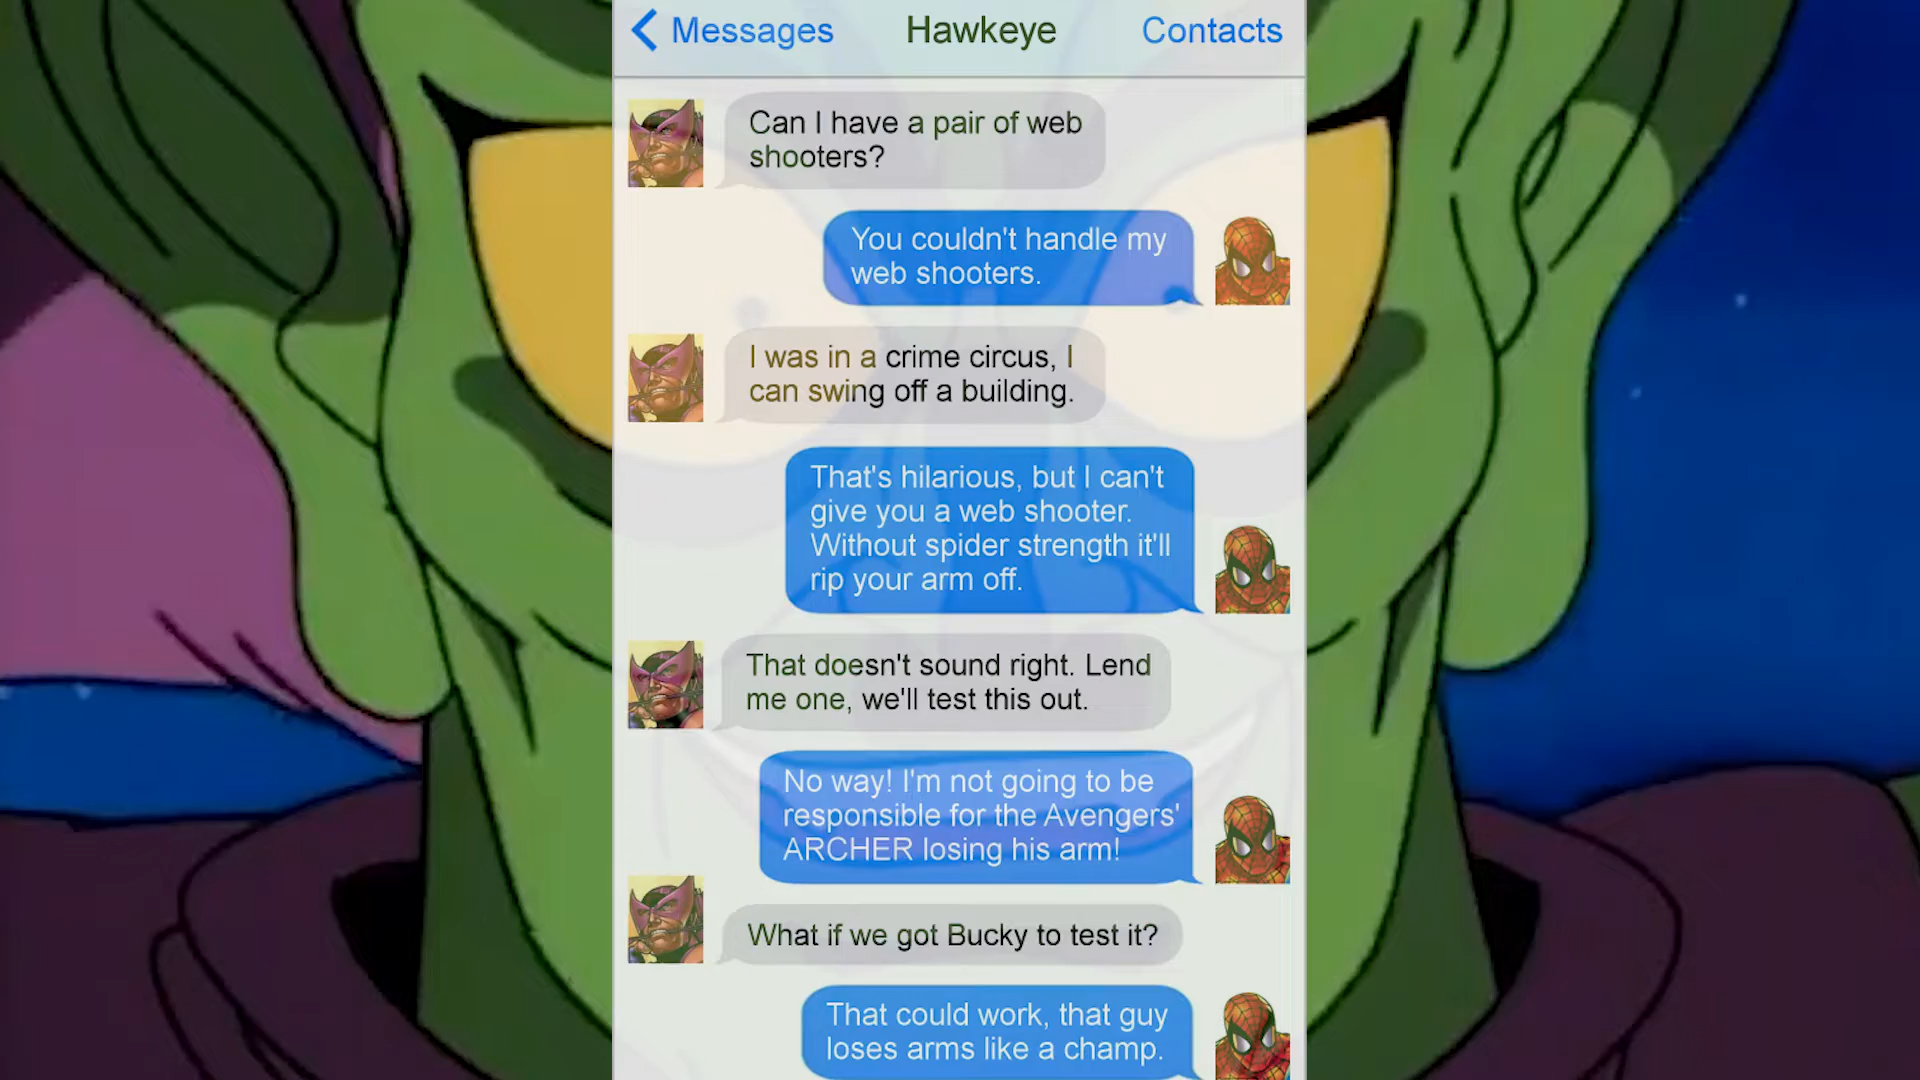 Messages Hawkeye Contacts
Can I have a pair of web
shooters?
You couldn't handle my
web shooters.
I was in a crime circus, I
can swing off a building.
That's hilarious, but I can't
give you a web shooter.
Without spider strength it'll
rip your arm off.
That doesn't sound right. Lend
me one, we'll test this out.
No way! I'm not going to be
responsible for the Avengers'
ARCHER losing his arm!
What if we got Bucky to test it?
That could work, that guy
loses arms like a champ.